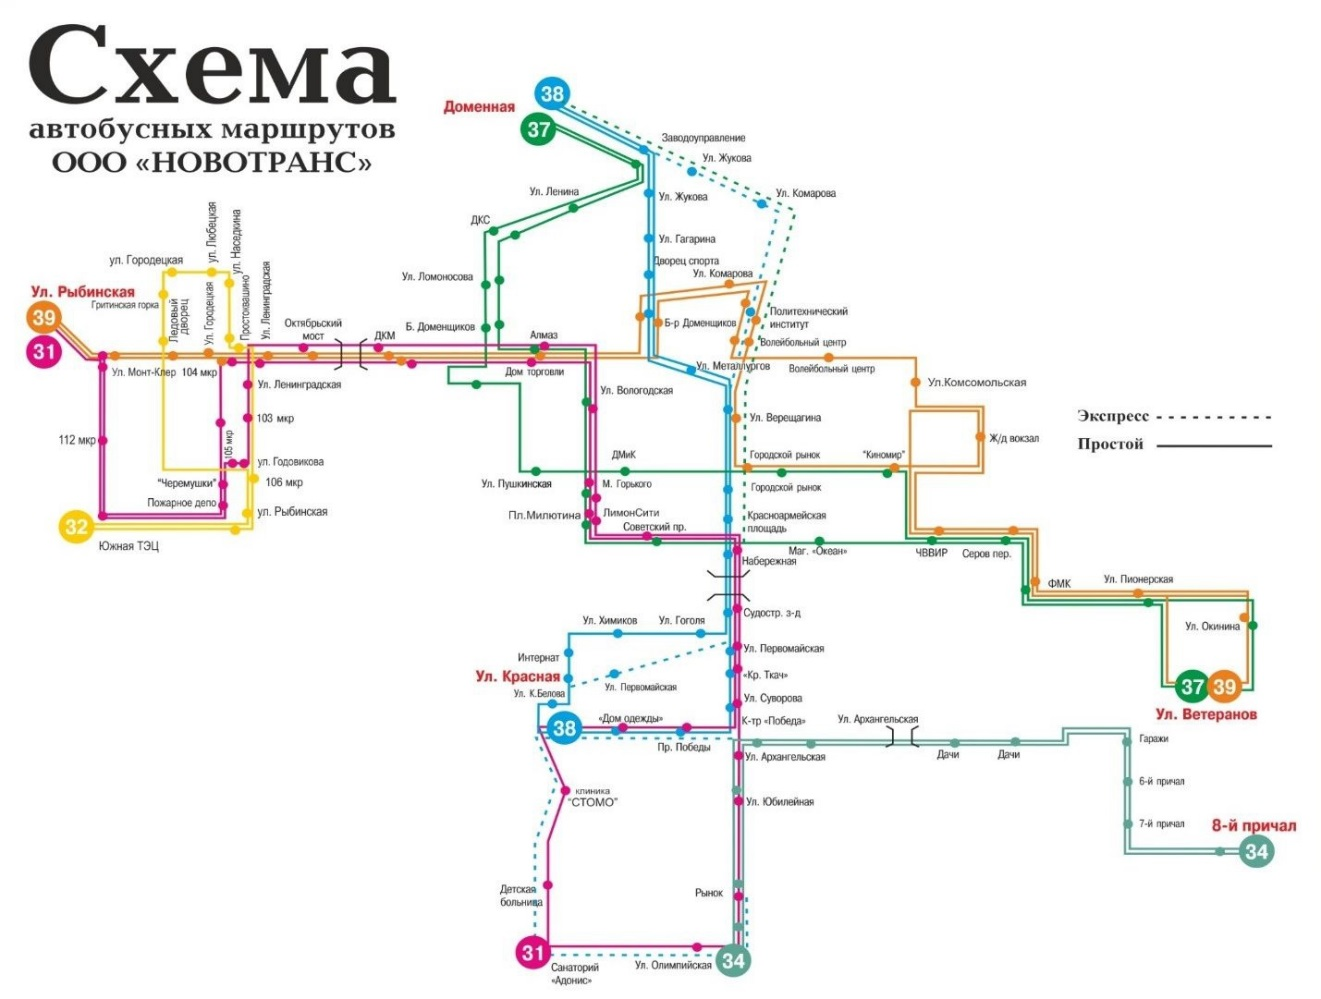 Схема
автобусных маршрутов
ООО «НОВОТРАНС»
38
Доменная
37
Заводоуправление
Ул. Жукова
Ул. Комарова
Ул. Ленина
Ул. Жукова
ДКС
Ул. Гагарина
Дворец спорта
Ул. Комарова
Ул. Ломоносова
Б. Доменщиков
Б-р Доменщиков
Политехнический
институт
Волейбольный центр
Волейбольный центр
ул. Городецкая
ул. Любецкая
ул. Наседкина
Простоквашино
Ул. Ленинградская
Ул. Рыбинская
39
31
Гритинская горка
Ледовый
дворец
Ул. Городецкая
Октябрьский
мост
ДКМ
Алмаз
Ул. Монт-Клер
104 мкр
Дом торговли
Ул. Металлургов
Ул. Ленинградская
Ул. Вологодская
Ул.Комсомольская
103 мкр
Ул. Верещагина
Экспресс
Простой
112 мкр
105 мкр
ул. Годовикова
ДМиК
Городской рынок
"Киномир"
Ж/д вокзал
"Черемушки"
106 мкр
Ул. Пушкинская
М. Горького
Городской рынок
Пожарное депо
ул. Рыбинская
Пл.Милютина
ЛимонСити
Советский пр.
Красноармейская
площадь
32
Южная ТЭЦ
Маг. «Океан»
ЧВВИР
Серов пер.
Набережная
ФМК
Ул. Пионерская
Судостр. з-д
Ул. Химиков
Ул. Гоголя
Ул. Окинина
Интернат
Ул. Первомайская
Ул. Красная
«Кр. Ткач»
Ул. Первомайская
Ул. К.Белова
Ул. Суворова
37
39
Ул. Ветеранов
38
«Дом одежды»
К-тр «Победа»
Ул. Архангельская
Пр. Победы
Ул. Архангельская
Дачи
Дачи
Гаражи
клиника
"СТОМО"
Ул. Юбилейная
6-й причал
7-й причал
8-й причал
34
Детская
больница
Рынок
31
Санаторий
«Адонис»
Ул. Олимпийская
34